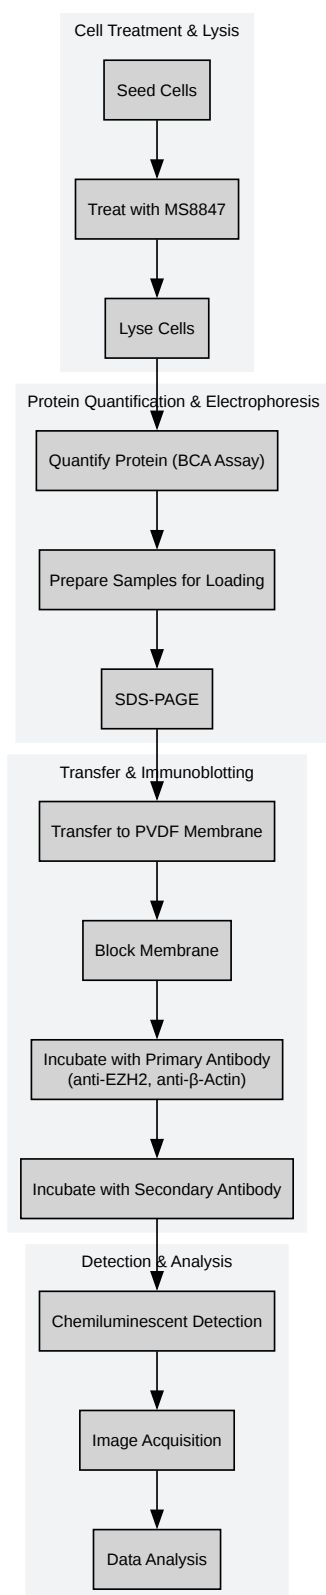 Cell Treatment & Lysis
Seed Cells
Treat with MS8847
Lyse Cells
Protein Quantification & Electrophoresis
Quantify Protein (BCA Assay)
Prepare Samples for Loading
SDS-PAGE
Transfer & Immunoblotting
Transfer to PVDF Membrane
Block Membrane
Incubate with Primary Antibody
(anti-EZH2, anti-β-Actin)
Incubate with Secondary Antibody
Detection & Analysis
Chemiluminescent Detection
Image Acquisition
Data Analysis